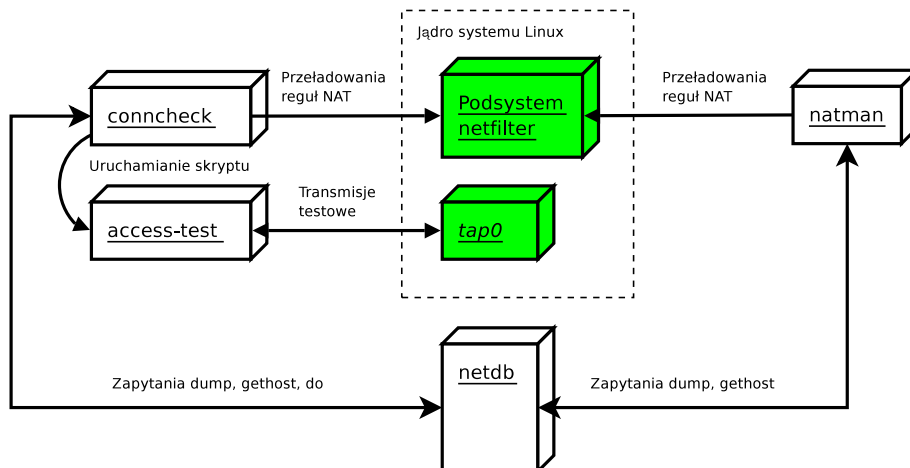 Jądro systemu Linux
Przeładowania
reguł NAT
Przeładowania
reguł NAT
conncheck
Podsystem
netfilter
natman
Uruchamianie skryptu
Transmisje
testowe
access-test
tap0
netdb
Zapytania dump, gethost, do
Zapytania dump, gethost